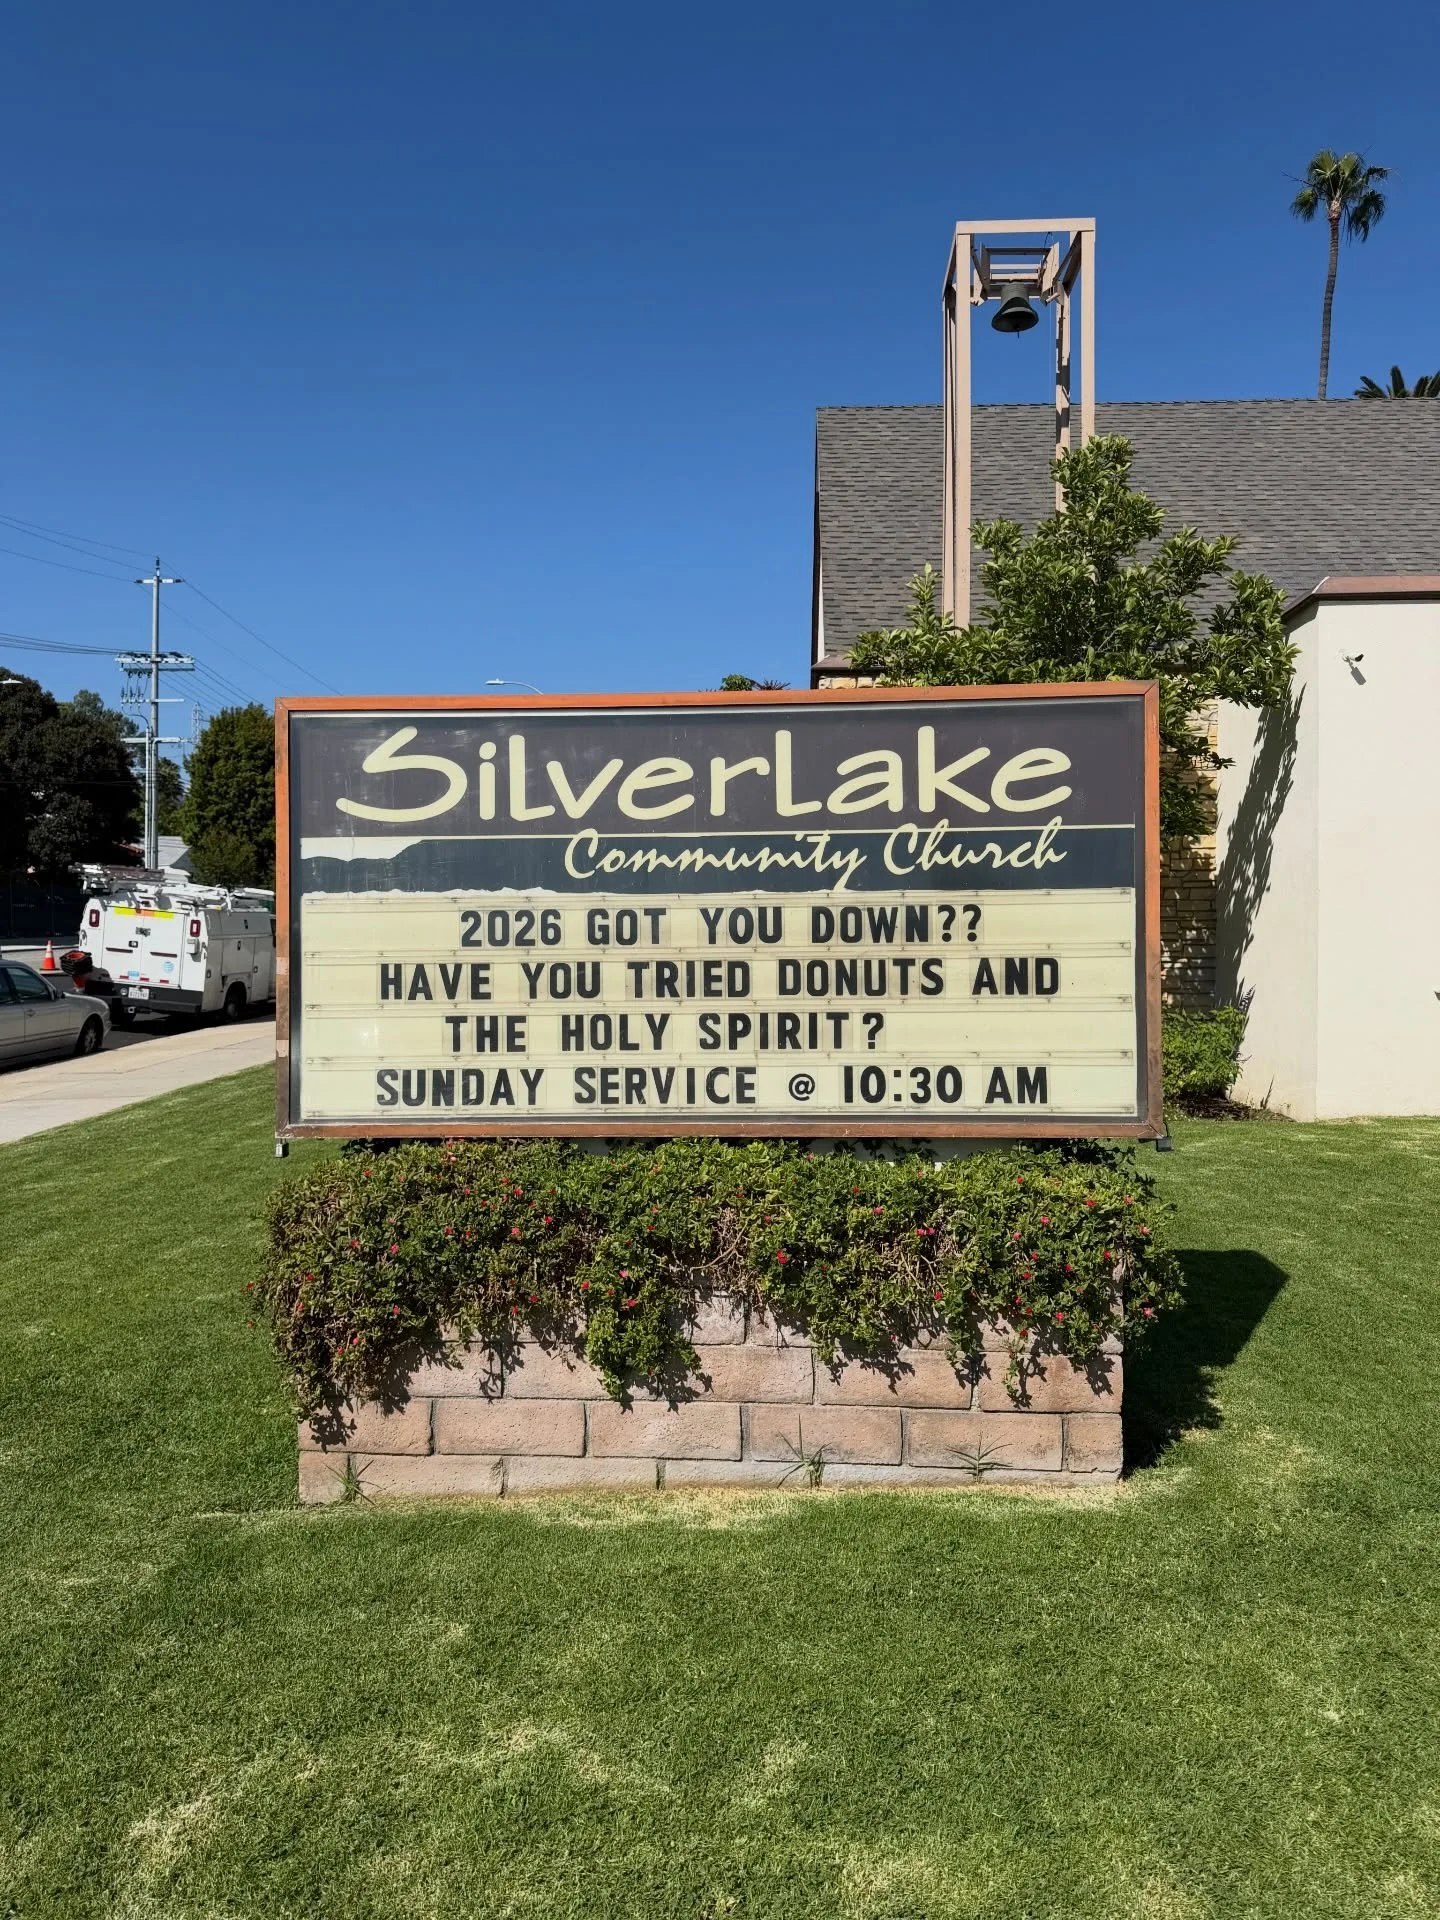 SilverLake
Community Church
2026 GOT YOU DOWN??
HAVE YOU TRIED DONUTS AND
THE HOLY SPIRIT?
SUNDAY SERVICE @ 10:30 AM